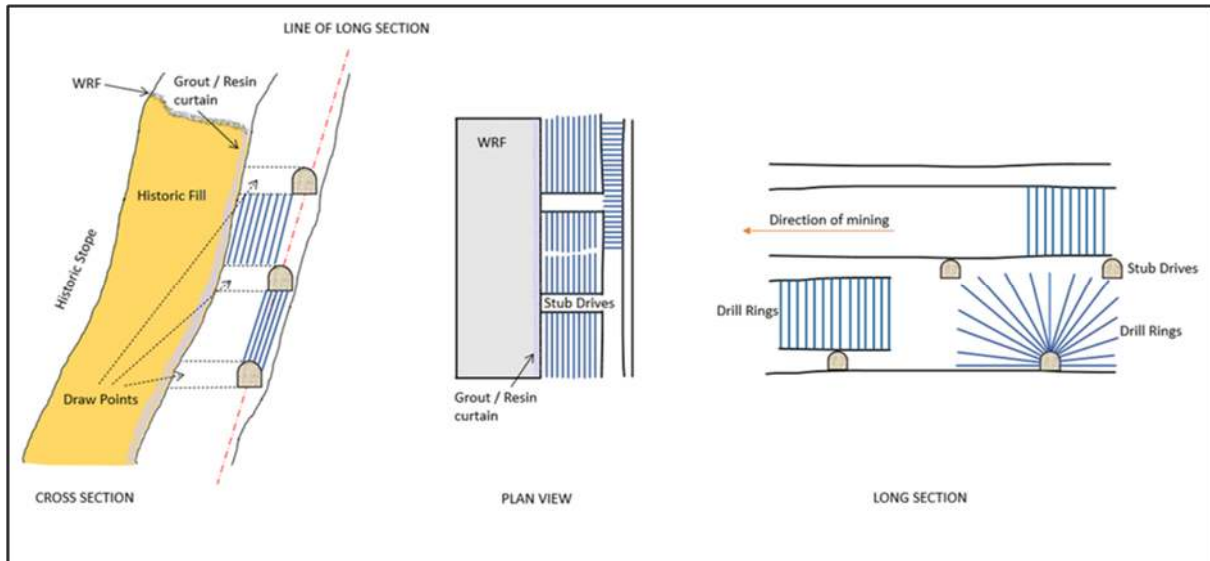 LINE OF LONG SECTION
WRF
Grout / Resin
curtain
Historic Fill
Historic Stope
Draw Points
CROSS SECTION
WRF
Stub Drives
Grout / Resin
curtain
PLAN VIEW
Direction of mining
Stub Drives
Drill Rings
Drill Rings
LONG SECTION